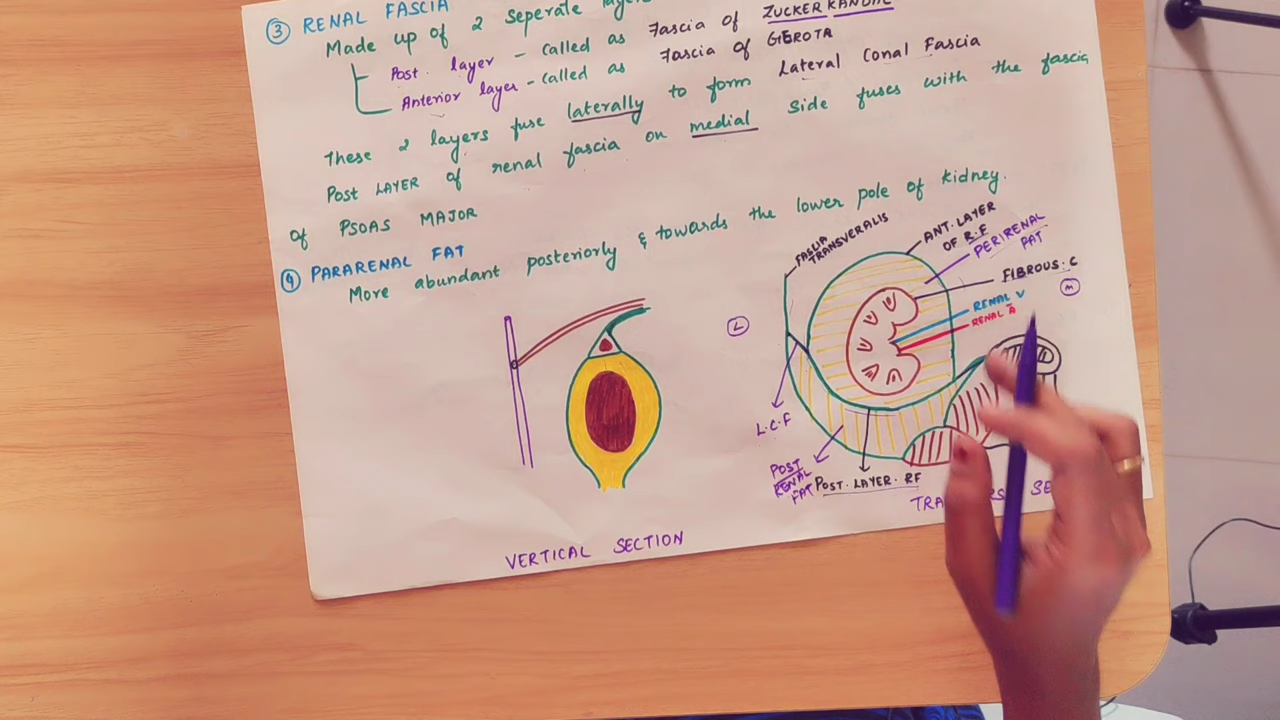 ③ RENAL FASCIA
Made up of 2 seperate
Post. layer - called as Fascia of ZUCKER
Anterior layer - called as Fascia of GEROTA
These 2 layers fuse laterally to form Lateral Conal Fascia
Post LAYER of renal fascia on medial side fuses with the fascia
of PSOAS MAJOR
④ PARARENAL FAT
More abundant posteriorly & towards the lower pole of kidney.
FASCIA
TRANSVERALIS
ANT. LAYER
OF R.F
PERIRENAL
FAT
FIBROUS. C
RENAL V
RENAL A
M
L
L.C.F
POST
RENAL
FAT
POST. LAYER. RF
VERTICAL SECTION